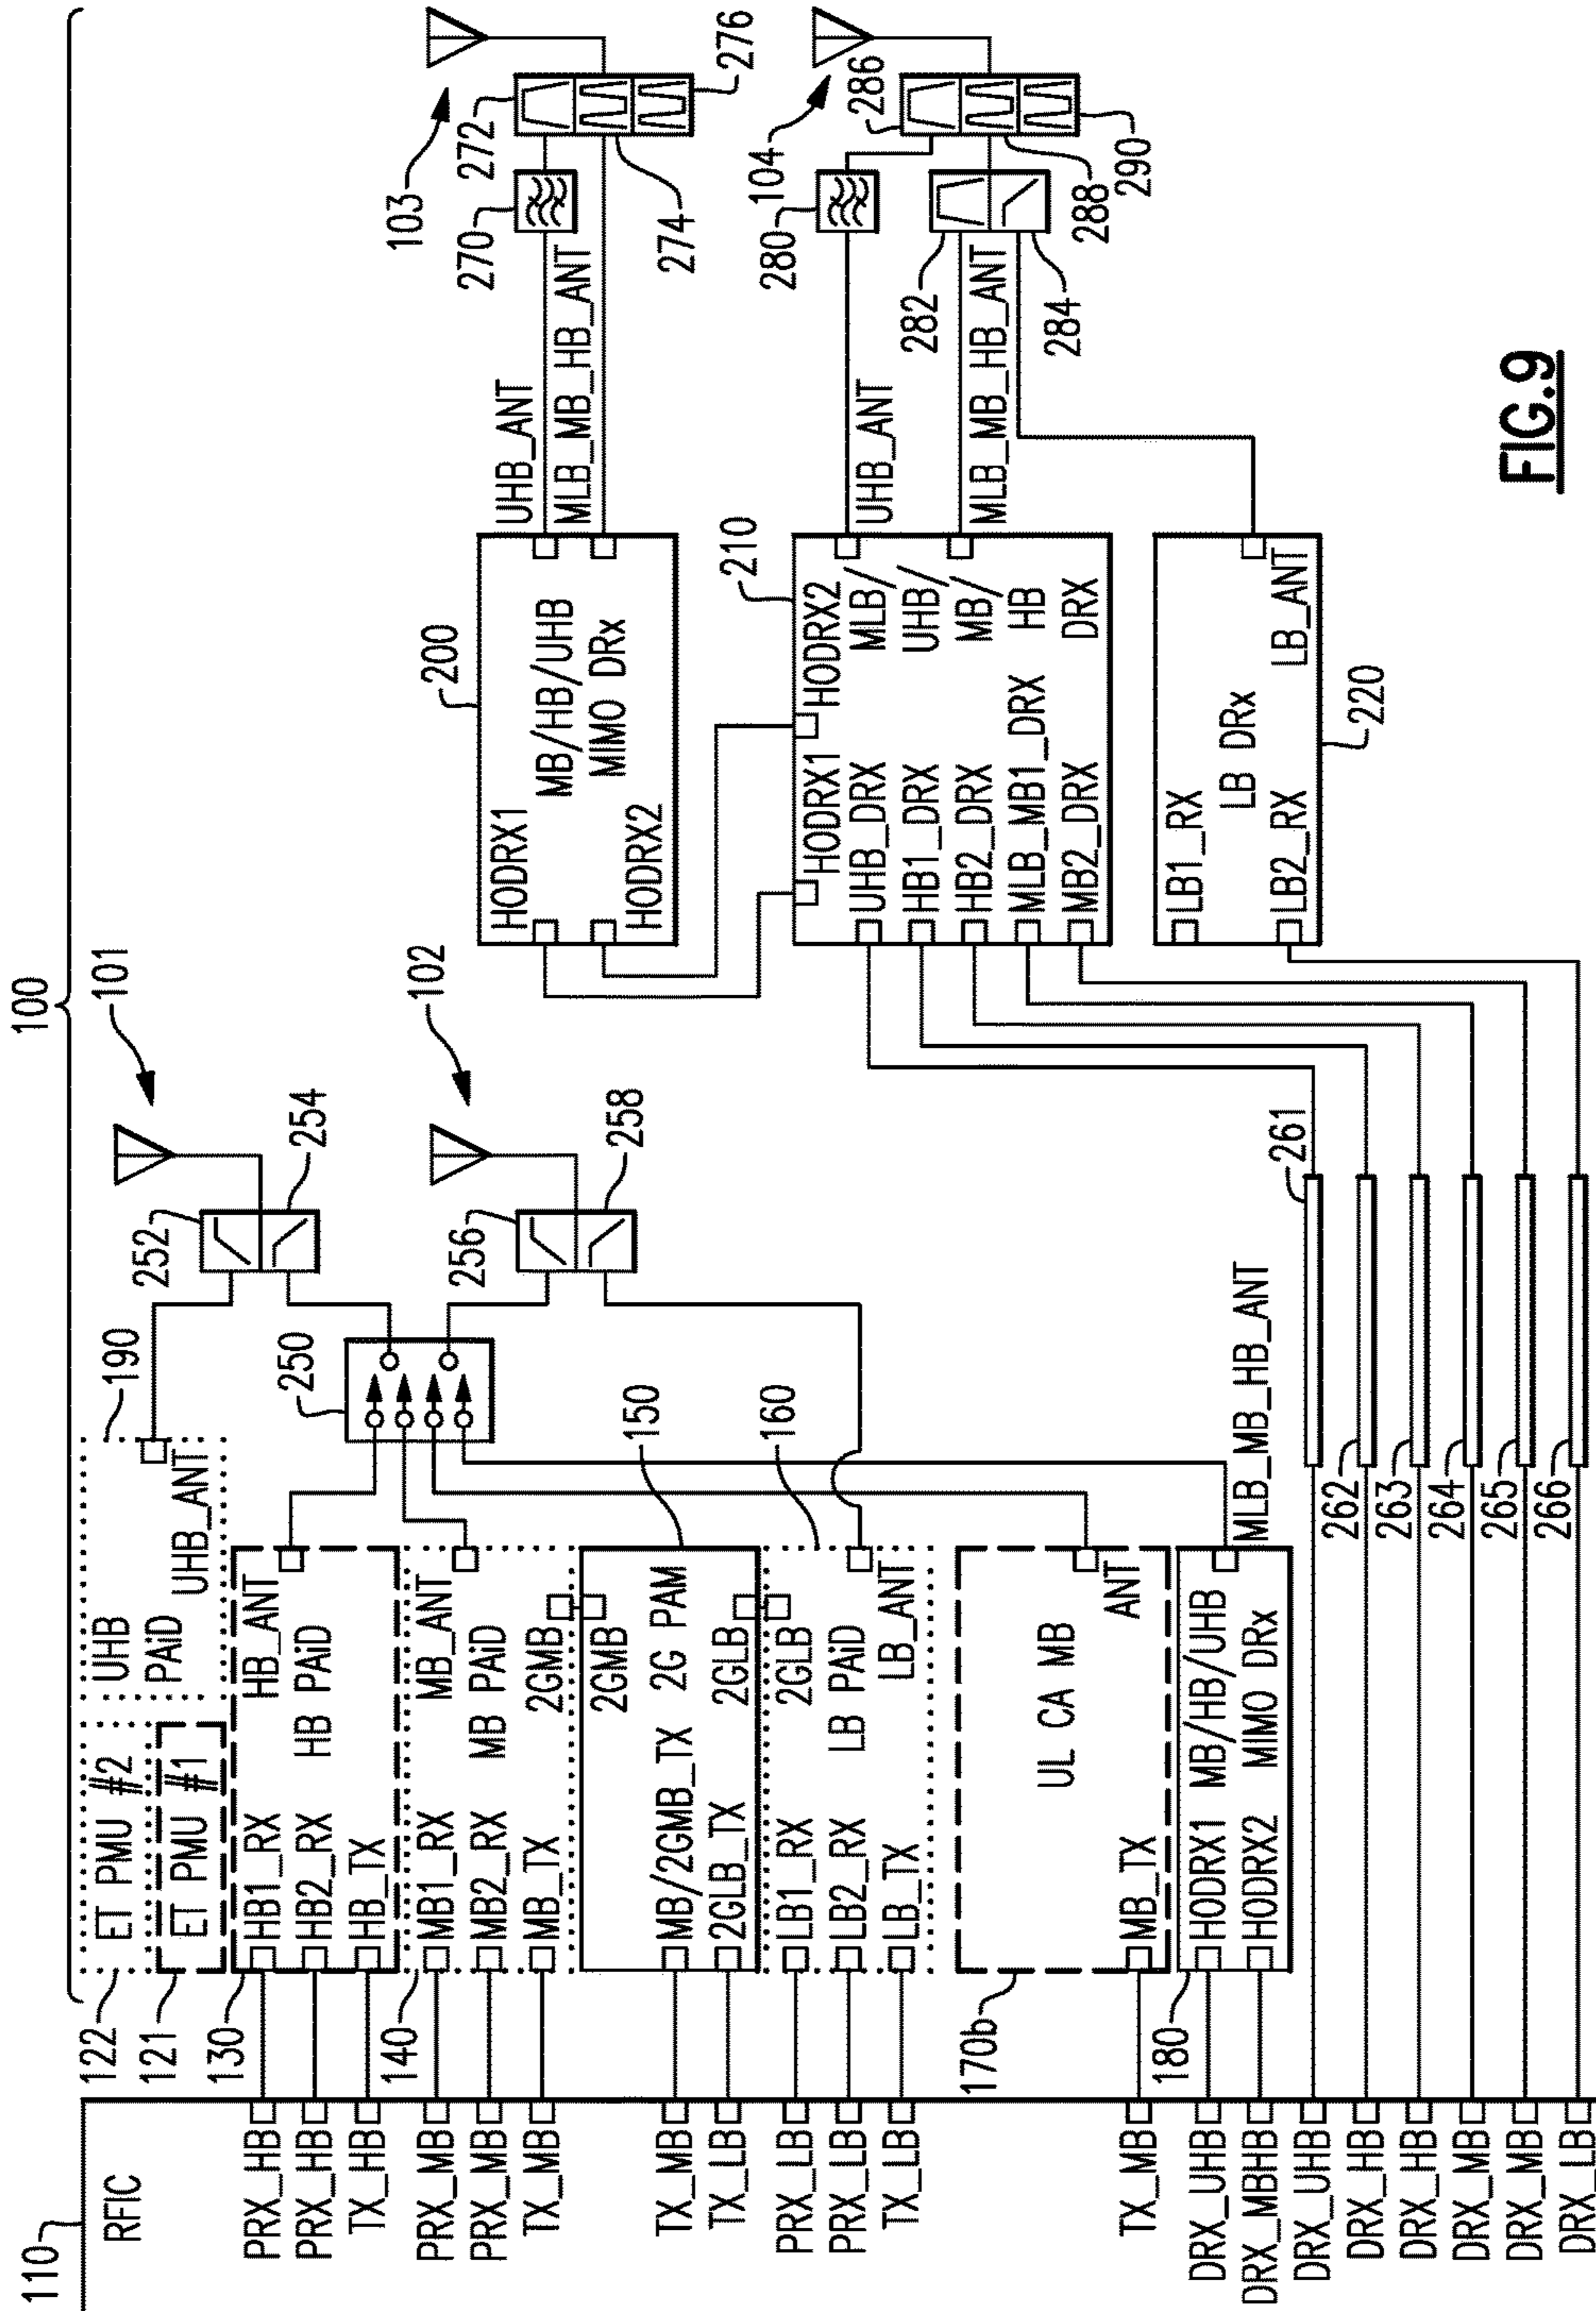 100
110
RFIC
PRX_HB
PRX_HB
TX_HB
PRX_MB
PRX_MB
TX_MB
TX_MB
TX_LB
PRX_LB
PRX_LB
TX_LB
TX_MB
DRX_UHB
DRX_MBHB
DRX_UHB
DRX_HB
DRX_HB
DRX_MB
DRX_MB
DRX_LB
122
ET PMU #2
121
ET PMU #1
190
UHB
PAiD
UHB_ANT
130
HB1_RX
HB2_RX
HB_TX
HB PAiD
HB_ANT
140
MB1_RX
MB2_RX
MB_TX
MB PAiD
MB_ANT
2GMB
150
MB/2GMB_TX
2GLB_TX
2G PAM
2GMB
2GLB
160
LB1_RX
LB2_RX
LB_TX
LB PAiD
2GLB
LB_ANT
170b
MB_TX
UL CA MB
ANT
180
HODRX1
HODRX2
MB/HB/UHB
MIMO DRx
MLB_MB_HB_ANT
250
252
254
101
256
258
102
261
262
263
264
265
266
200
HODRX1
HODRX2
MB/HB/UHB
MIMO DRx
UHB_ANT
MLB_MB_HB_ANT
270
272
274
276
103
210
HODRX1
HODRX2
UHB_DRX
HB1_DRX
HB2_DRX
MLB_MB1_DRX
MB2_DRX
MLB/
UHB/
MB/
HB
DRX
UHB_ANT
MLB_MB_HB_ANT
280
282
284
286
288
290
104
220
LB1_RX
LB2_RX
LB DRx
LB_ANT
FIG.9